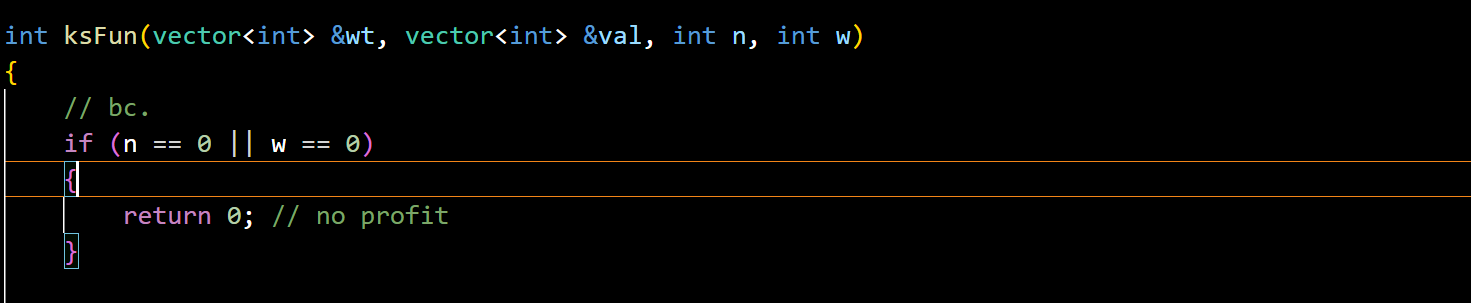 int ksFun(vector<int> &wt, vector<int> &val, int n, int w)
{
// bc.
if (n == 0 || w == 0)
{
return 0; // no profit
}